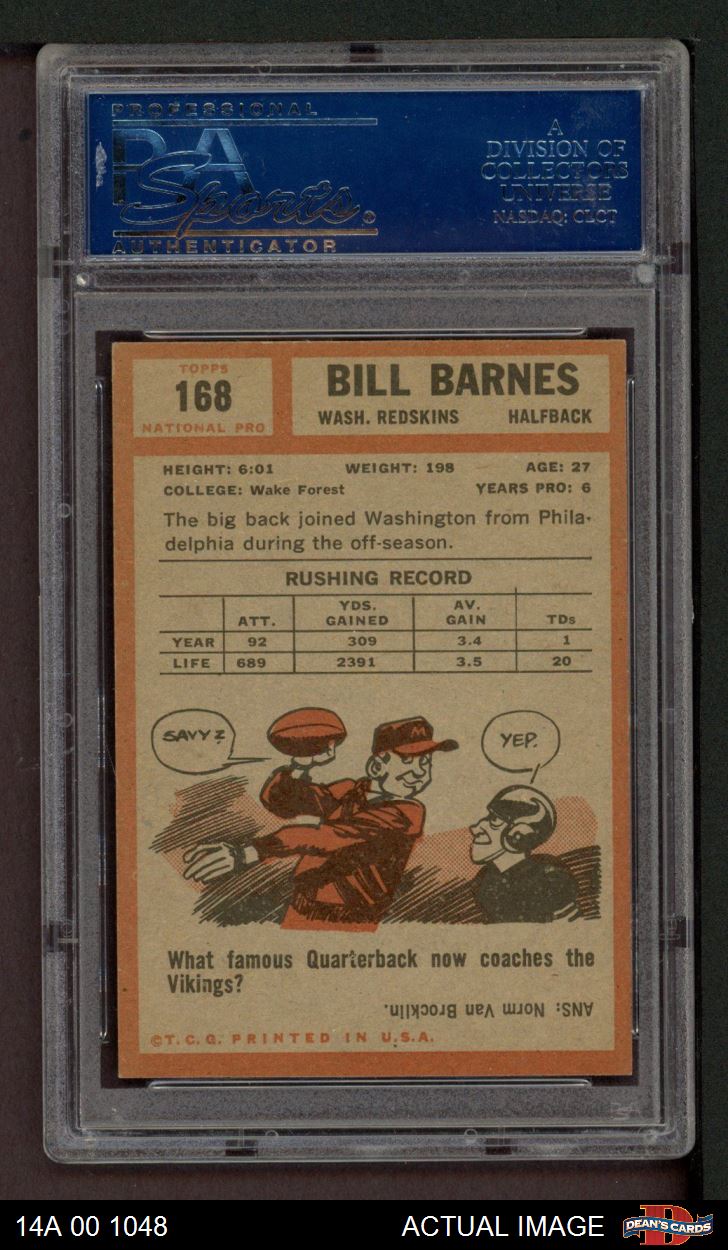 PROFESSIONAL
PSA
Sports®
AUTHENTICATOR
A
DIVISION OF
COLLECTORS
UNIVERSE
NASDAQ: CLCT
TOPPS
168
NATIONAL PRO
BILL BARNES
WASH. REDSKINS HALFBACK
HEIGHT: 6:01 WEIGHT: 198 AGE: 27
COLLEGE: Wake Forest YEARS PRO: 6
The big back joined Washington from Phila-
delphia during the off-season.
RUSHING RECORD
ATT. YDS. GAINED AV. GAIN TDs
YEAR 92 309 3.4 1
LIFE 689 2391 3.5 20
SAVVY?
M
YEP.
What famous Quarterback now coaches the
Vikings?
ANS: Norm Van Brocklin.
©T.C.G. PRINTED IN U.S.A.
14A 00 1048
ACTUAL IMAGE
D
DEAN'S CARDS